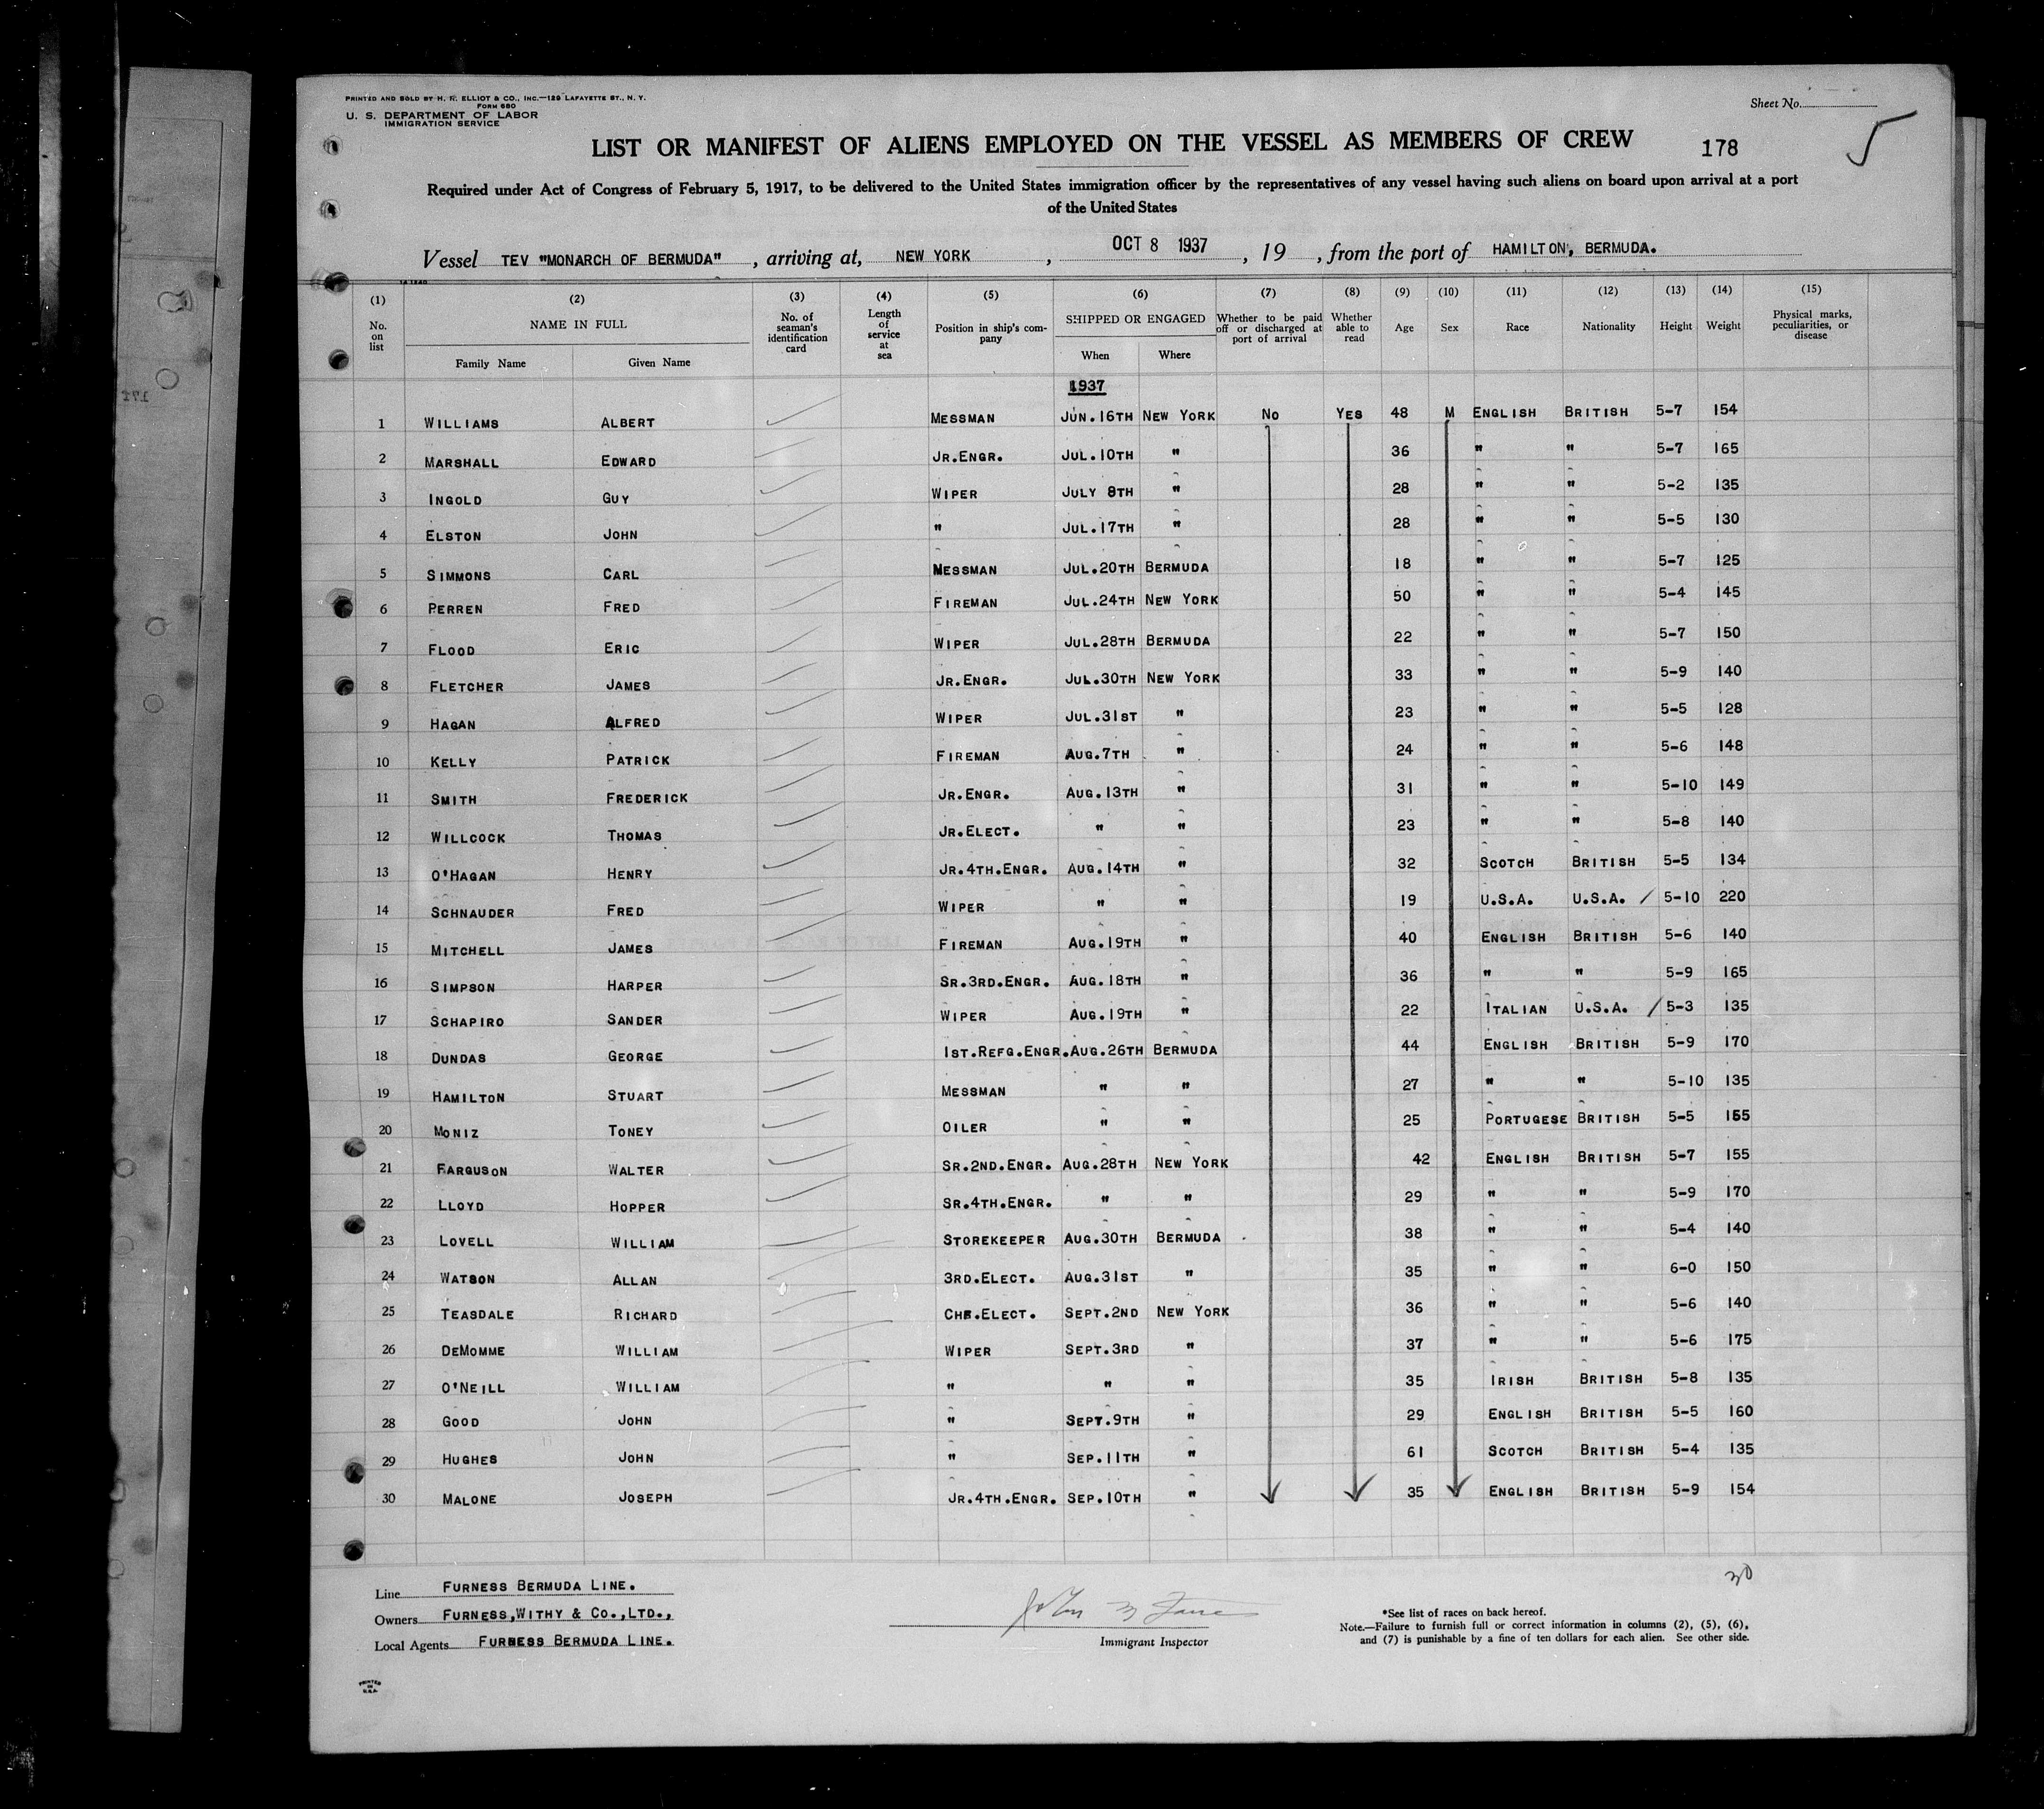 PRINTED AND SOLD BY H. R. ELLIOT & CO., INC.—129 LAFAYETTE ST., N. Y.
FORM 680
U. S. DEPARTMENT OF LABOR
IMMIGRATION SERVICE
Sheet No.
LIST OR MANIFEST OF ALIENS EMPLOYED ON THE VESSEL AS MEMBERS OF CREW 178
Required under Act of Congress of February 5, 1917, to be delivered to the United States immigration officer by the representatives of any vessel having such aliens on board upon arrival at a port
of the United States
Vessel TEV "MONARCH OF BERMUDA", arriving at, NEW YORK, OCT 8 1937, 19 , from the port of HAMILTON, BERMUDA.
(1) (2) (3) (4) (5) (6) (7) (8) (9) (10) (11) (12) (13) (14) (15)
No. on list NAME IN FULL No. of seaman's identification card Length of service at sea Position in ship's company SHIPPED OR ENGAGED Whether to be paid off or discharged at port of arrival Whether able to read Age Sex Race Nationality Height Weight Physical marks, peculiarities, or disease
Family Name Given Name When Where
1937
1 WILLIAMS ALBERT MESSMAN JUN.16TH NEW YORK NO YES 48 M ENGLISH BRITISH 5-7 154
2 MARSHALL EDWARD JR.ENGR. JUL.10TH " 36 " " 5-7 165
3 INGOLD GUY WIPER JULY 8TH " 28 " " 5-2 135
4 ELSTON JOHN " JUL.17TH " 28 " " 5-5 130
5 SIMMONS CARL MESSMAN JUL.20TH BERMUDA 18 " " 5-7 125
6 PERREN FRED FIREMAN JUL.24TH NEW YORK 50 " " 5-4 145
7 FLOOD ERIC WIPER JUL.28TH BERMUDA 22 " " 5-7 150
8 FLETCHER JAMES JR.ENGR. JUL.30TH NEW YORK 33 " " 5-9 140
9 HAGAN ALFRED WIPER JUL.31ST " 23 " " 5-5 128
10 KELLY PATRICK FIREMAN AUG.7TH " 24 " " 5-6 148
11 SMITH FREDERICK JR.ENGR. AUG.13TH " 31 " " 5-10 149
12 WILLCOCK THOMAS JR.ELECT. " " 23 " " 5-8 140
13 O'HAGAN HENRY JR.4TH.ENGR. AUG.14TH " 32 SCOTCH BRITISH 5-5 134
14 SCHNAUDER FRED WIPER " " 19 U.S.A. U.S.A. 5-10 220
15 MITCHELL JAMES FIREMAN AUG.19TH " 40 ENGLISH BRITISH 5-6 140
16 SIMPSON HARPER SR.3RD.ENGR. AUG.18TH " 36 " " 5-9 165
17 SCHAPIRO SANDER WIPER AUG.19TH " 22 ITALIAN U.S.A. 5-3 135
18 DUNDAS GEORGE 1ST.REFG.ENGR. AUG.26TH BERMUDA 44 ENGLISH BRITISH 5-9 170
19 HAMILTON STUART MESSMAN " " 27 " " 5-10 135
20 MONIZ TONEY OILER " " 25 PORTUGESE BRITISH 5-5 165
21 FARGUSON WALTER SR.2ND.ENGR. AUG.28TH NEW YORK 42 ENGLISH BRITISH 5-7 155
22 LLOYD HOPPER SR.4TH.ENGR. " " 29 " " 5-9 170
23 LOVELL WILLIAM STOREKEEPER AUG.30TH BERMUDA 38 " " 5-4 140
24 WATSON ALLAN 3RD.ELECT. AUG.31ST " 35 " " 6-0 150
25 TEASDALE RICHARD CHF.ELECT. SEPT.2ND NEW YORK 36 " " 5-6 140
26 DEMOMME WILLIAM WIPER SEPT.3RD " 37 " " 5-6 175
27 O'NEILL WILLIAM " " " 35 IRISH BRITISH 5-8 135
28 GOOD JOHN " SEPT.9TH " 29 ENGLISH BRITISH 5-5 160
29 HUGHES JOHN " SEP.11TH " 61 SCOTCH BRITISH 5-4 135
30 MALONE JOSEPH JR.4TH.ENGR. SEP.10TH " 35 ENGLISH BRITISH 5-9 154
30
Line FURNESS BERMUDA LINE.
Owners FURNESS,WITHY & CO.,LTD.,
Local Agents FURNESS BERMUDA LINE.
Immigrant Inspector
*See list of races on back hereof.
Note.—Failure to furnish full or correct information in columns (2), (5), (6),
and (7) is punishable by a fine of ten dollars for each alien. See other side.
PRINTED
IN
U.S.A.